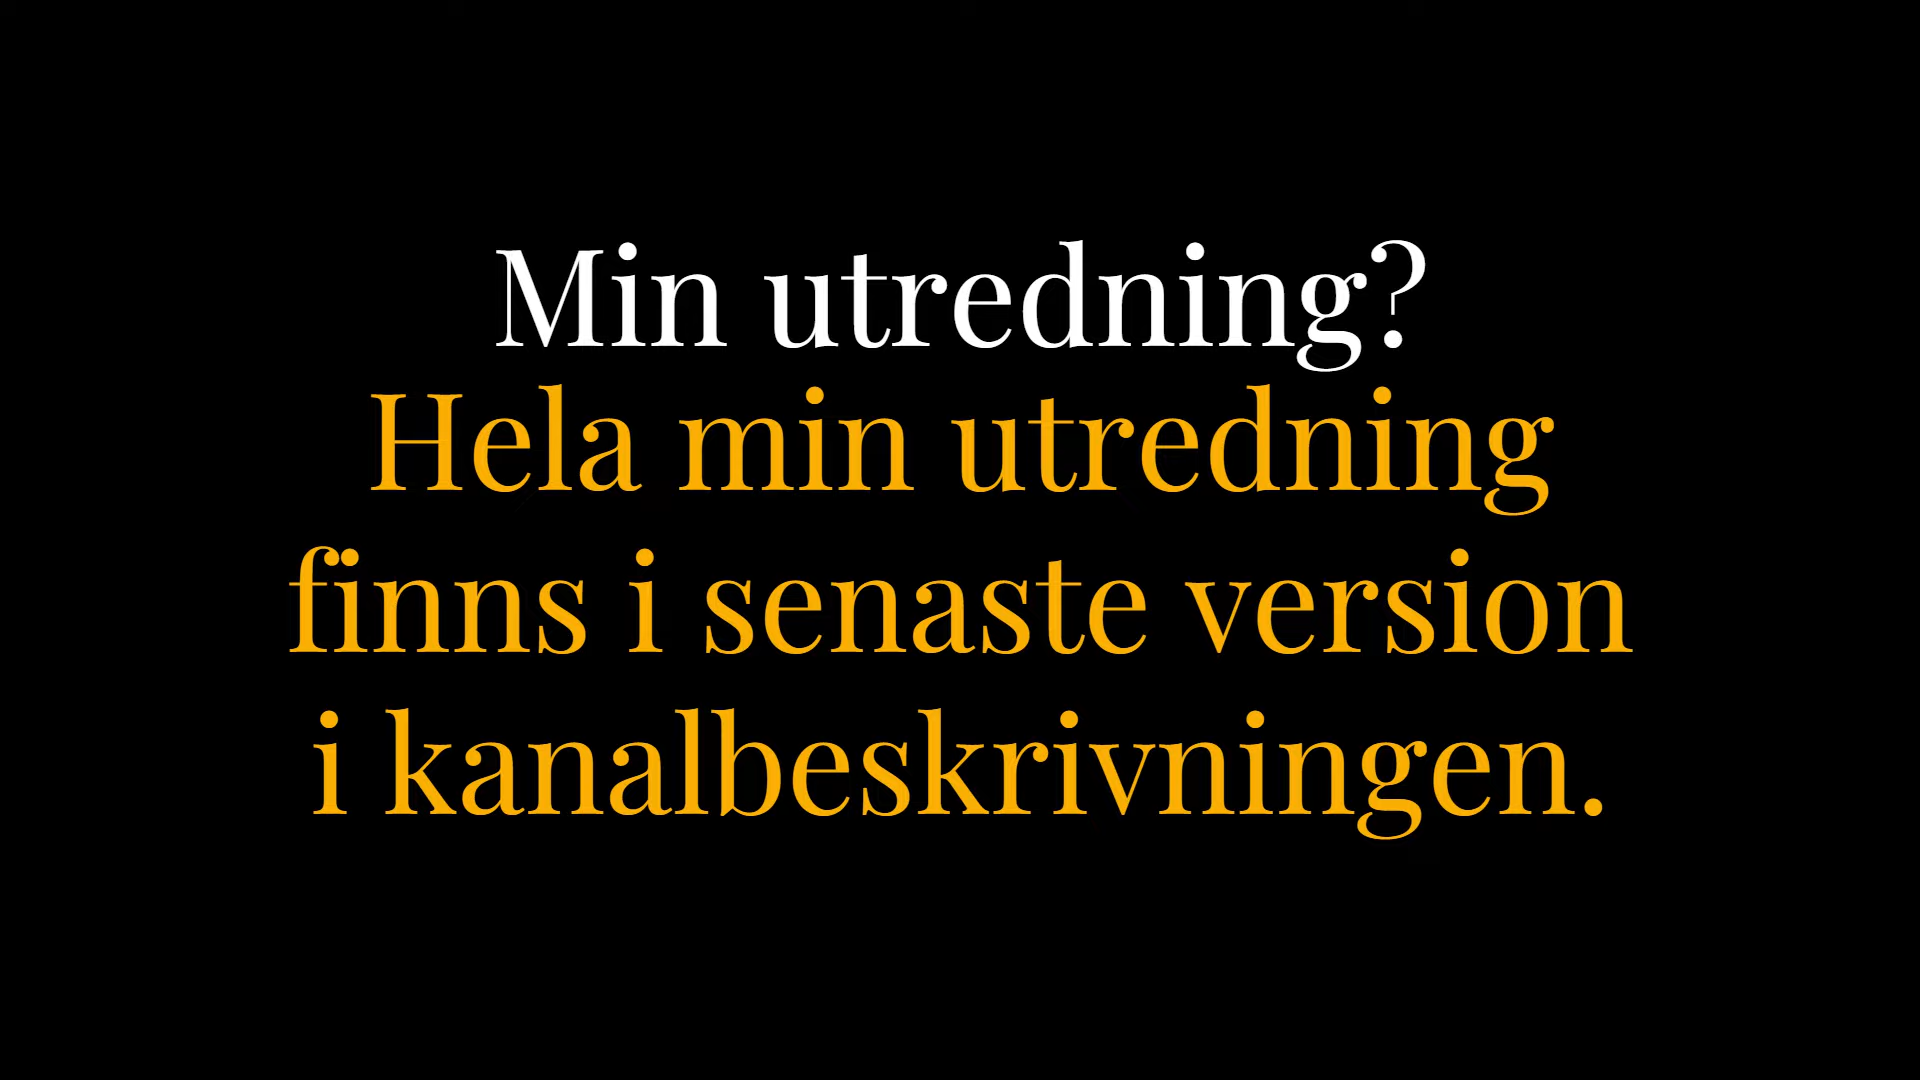 Min utredning?
Hela min utredning
finns i senaste version
i kanalbeskrivningen.